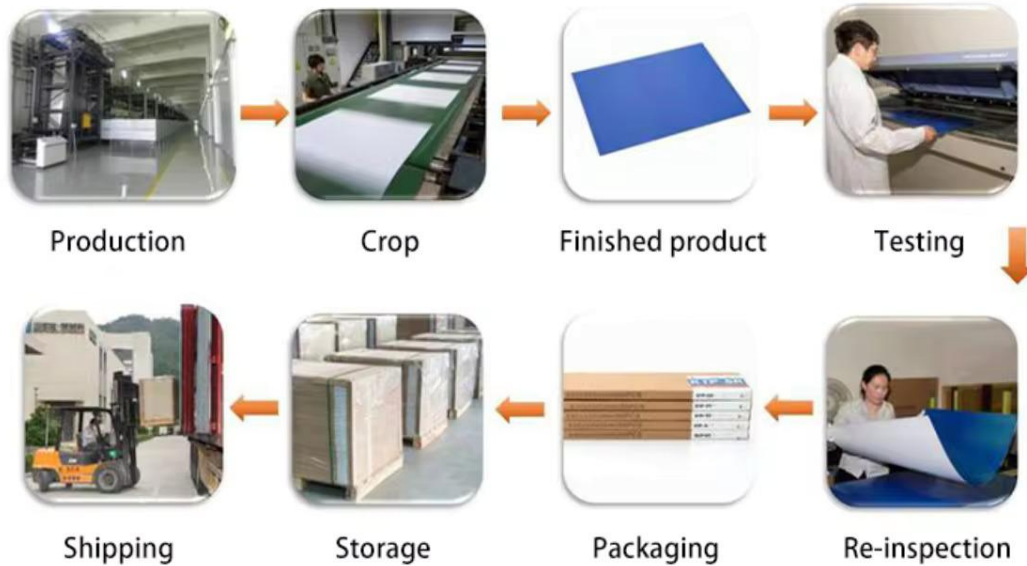 Production
Crop
Finished product
Testing
Shipping
Storage
Packaging
Re-inspection